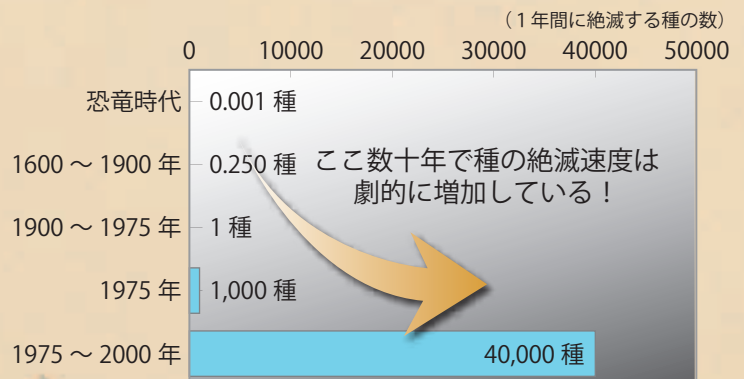 （1 年間に絶滅する種の数）
0 10000 20000 30000 40000 50000
恐竜時代 0.001 種
1600 ～ 1900 年 0.250 種
ここ数十年で種の絶滅速度は
劇的に増加している！
1900 ～ 1975 年 1 種
1975 年 1,000 種
1975 ～ 2000 年 40,000 種